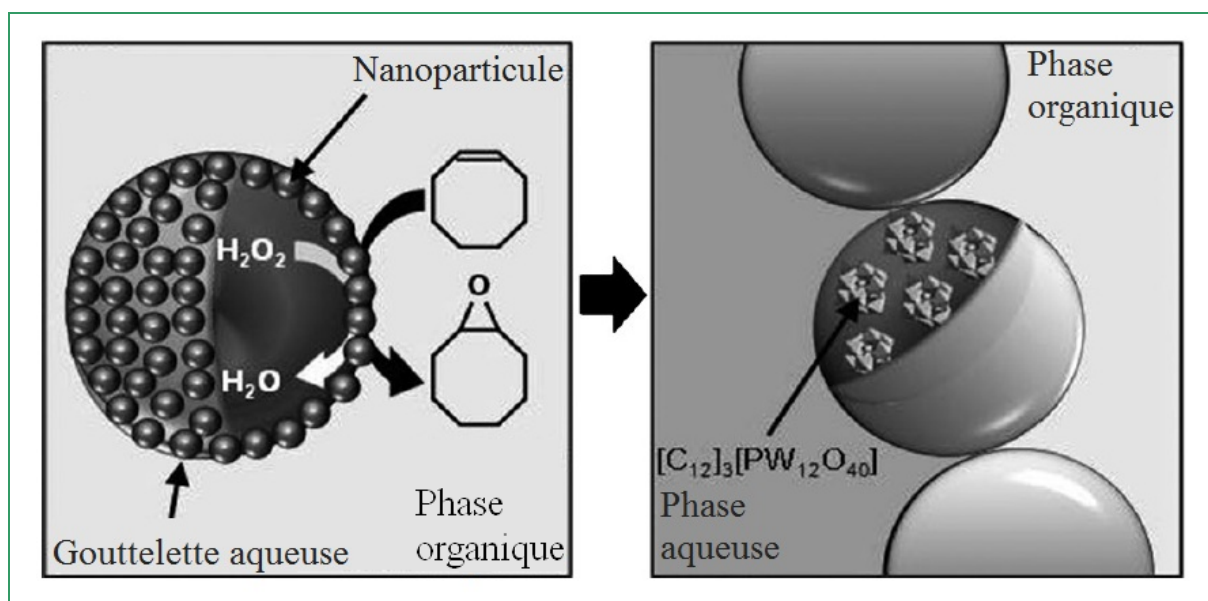 Nanoparticule
H₂O₂
O
H₂O
Phase
organique
Gouttelette aqueuse
Phase
organique
[C₁₂]₃[PW₁₂O₄₀]
Phase
aqueuse